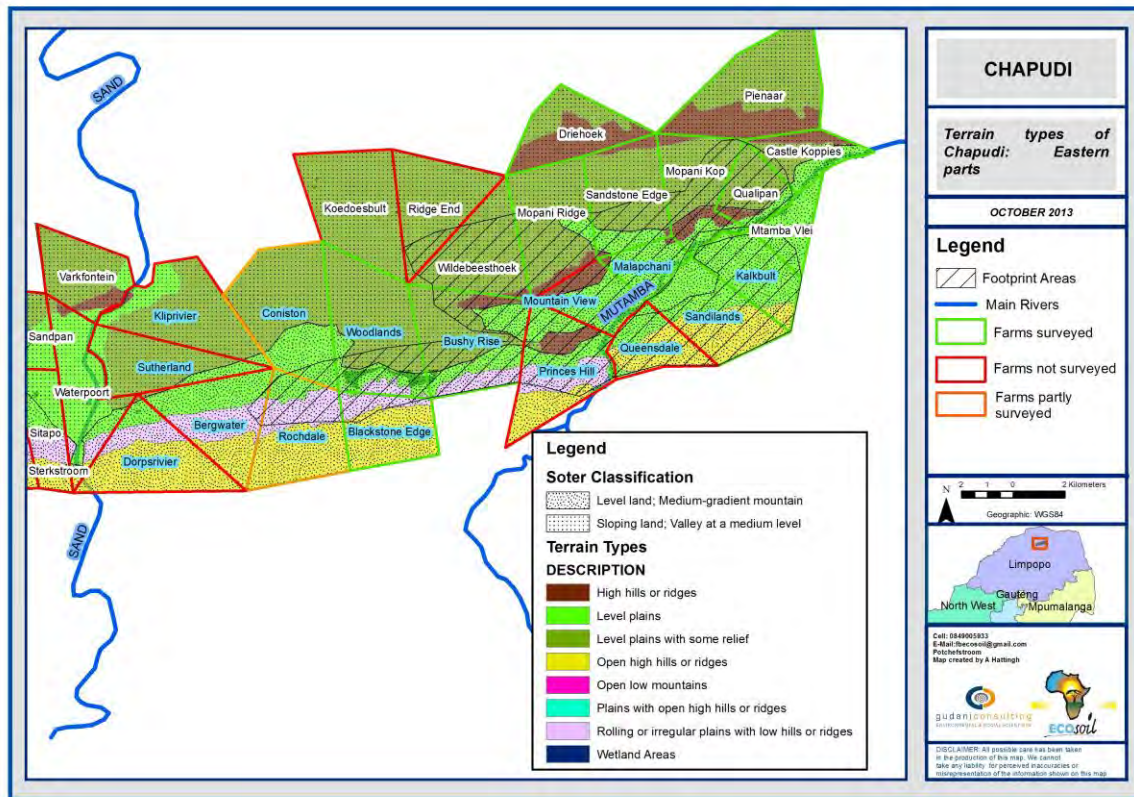 SAND
Pienaar
Driehoek
Castle Koppies
Mopani Kop
Sandstone Edge
Qualipan
Koedoesbult
Ridge End
Mopani Ridge
Mtamba Vlei
Wildebeesthoek
Malapchani
Kalkbult
Varkfontein
Mountain View
MUTAMBA
Kliprivier
Coniston
Sandilands
Sandpan
Woodlands
Bushy Rise
Queensdale
Sutherland
Princes Hill
Waterpoort
Bergwater
Sitapo
Rochdale
Blackstone Edge
Dorpsrivier
Sterkstroom
SAND
Legend
Soter Classification
Level land; Medium-gradient mountain
Sloping land; Valley at a medium level
Terrain Types
DESCRIPTION
High hills or ridges
Level plains
Level plains with some relief
Open high hills or ridges
Open low mountains
Plains with open high hills or ridges
Rolling or irregular plains with low hills or ridges
Wetland Areas
CHAPUDI
Terrain types of
Chapudi: Eastern
parts
OCTOBER 2013
Legend
Footprint Areas
Main Rivers
Farms surveyed
Farms not surveyed
Farms partly
surveyed
N
2 1 0 2 Kilometers
Geographic: WGS84
Limpopo
Gauteng
North West
Mpumalanga
Cell: 0849005933
E-Mail:fbecosoil@gmail.com
Potchefstroom
Map created by A Hattingh
gudani consulting
ECOsoil
DISCLAIMER: All possible care has been taken
in the production of this map. We cannot
take any liability for perceived inaccuracies or
misrepresentation of the information shown on this map